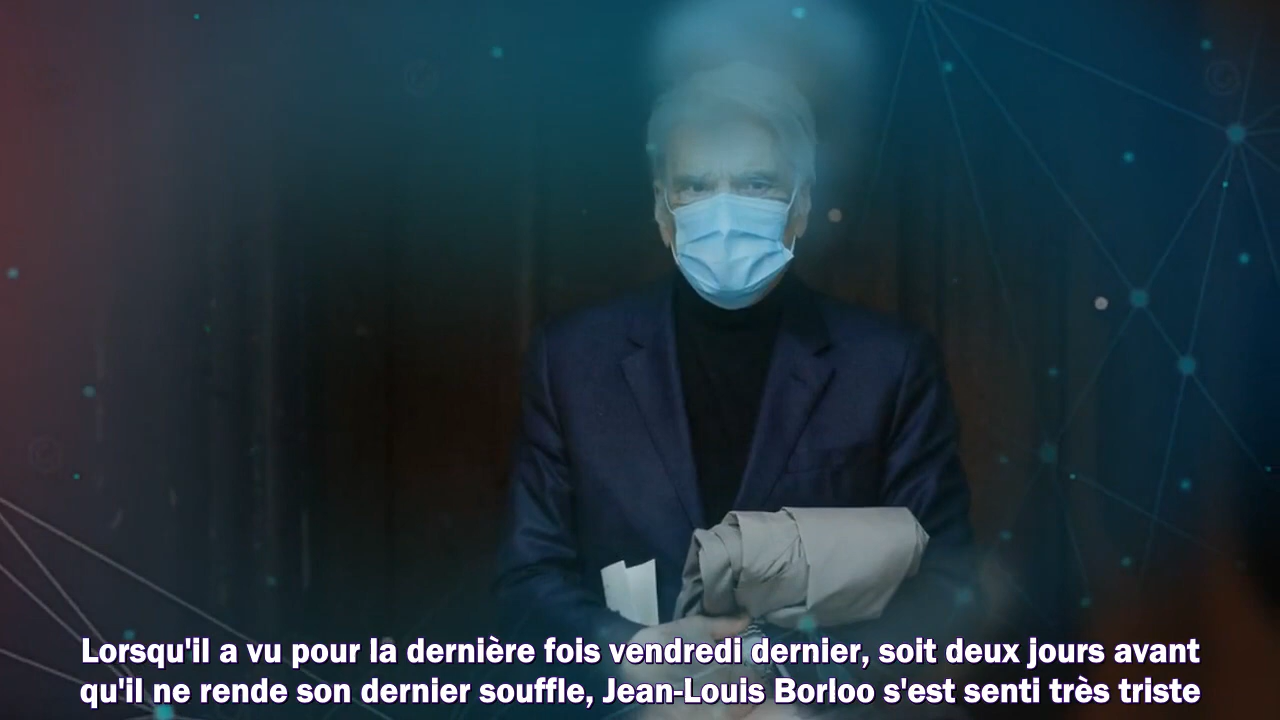 Lorsqu'il a vu pour la dernière fois vendredi dernier, soit deux jours avant
qu'il ne rende son dernier souffle, Jean-Louis Borloo s'est senti très triste